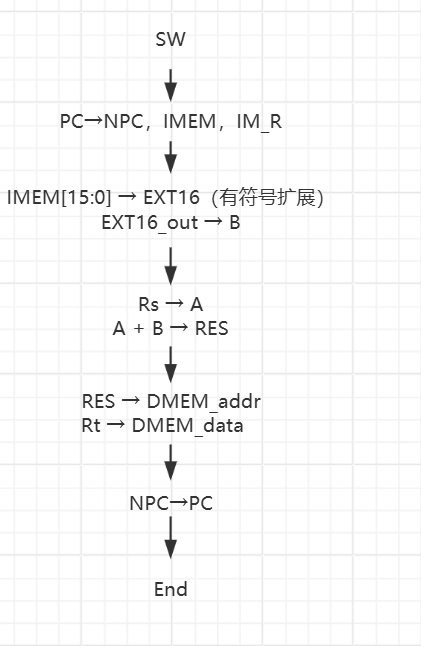 SW
PC→NPC，IMEM，IM_R
IMEM[15:0] → EXT16（有符号扩展）
EXT16_out → B
Rs → A
A + B → RES
RES → DMEM_addr
Rt → DMEM_data
NPC→PC
End